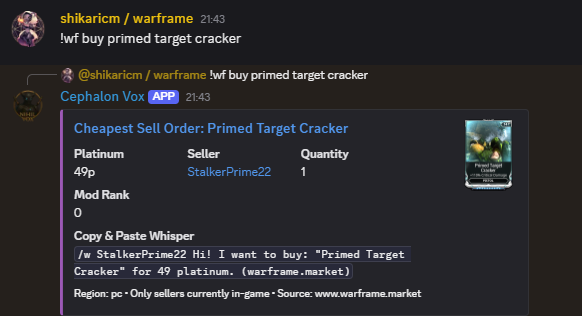 shikaricm / warframe 21:43
!wf buy primed target cracker
@shikaricm / warframe !wf buy primed target cracker
Cephalon Vox APP 21:43
Cheapest Sell Order: Primed Target Cracker
Platinum Seller Quantity
49p StalkerPrime22 1
Mod Rank
0
Copy & Paste Whisper
/w StalkerPrime22 Hi! I want to buy: "Primed Target
Cracker" for 49 platinum. (warframe.market)
Region: pc • Only sellers currently in-game • Source: www.warframe.market
Primed Target
Cracker